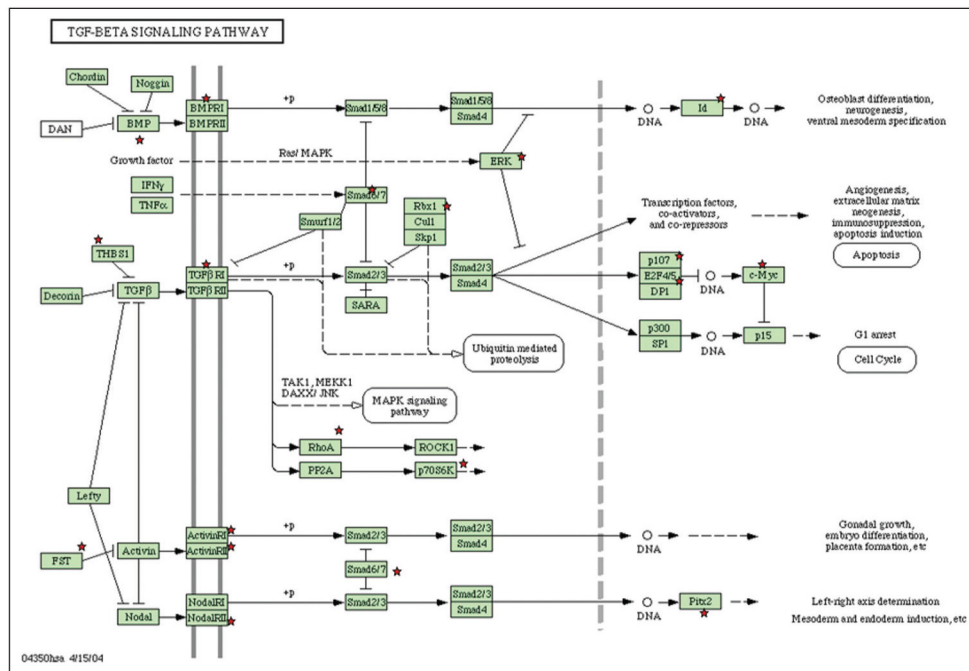 TGF-BETA SIGNALING PATHWAY
Chordin
Noggin
DAN
BMP
BMPRI
BMPRII
+p
Smad1/5/8
Smad1/5/8
Smad4
DNA
Id
DNA
Osteoblast differentiation,
neurogenesis,
ventral mesoderm specification
Growth factor
Ras/ MAPK
ERK
IFNγ
TNFα
Smad6/7
Smurf1/2
Rbx1
Cul1
Skp1
Transcription factors,
co-activators,
and co-repressors
Angiogenesis,
extracellular matrix
neogenesis,
immunosuppression,
apoptosis induction
Apoptosis
THBS1
Decorin
TGFβ
TGFβ RI
TGFβ RII
+p
Smad2/3
SARA
Smad2/3
Smad4
p107
E2F4/5
DP1
DNA
c-Myc
p300
SP1
DNA
p15
G1 arrest
Cell Cycle
Ubiquitin mediated
proteolysis
TAK1, MEKK1
DAXX/ JNK
MAPK signaling
pathway
RhoA
ROCK1
PP2A
p70S6K
Lefty
FST
Activin
ActivinRI
ActivinRII
+p
Smad2/3
Smad2/3
Smad4
DNA
Gonadal growth,
embryo differentiation,
placenta formation, etc
Smad6/7
Nodal
NodalRI
NodalRII
+p
Smad2/3
Smad2/3
Smad4
DNA
Pitx2
Left-right axis determination
Mesoderm and endoderm induction, etc
04350hsa 4/15/04